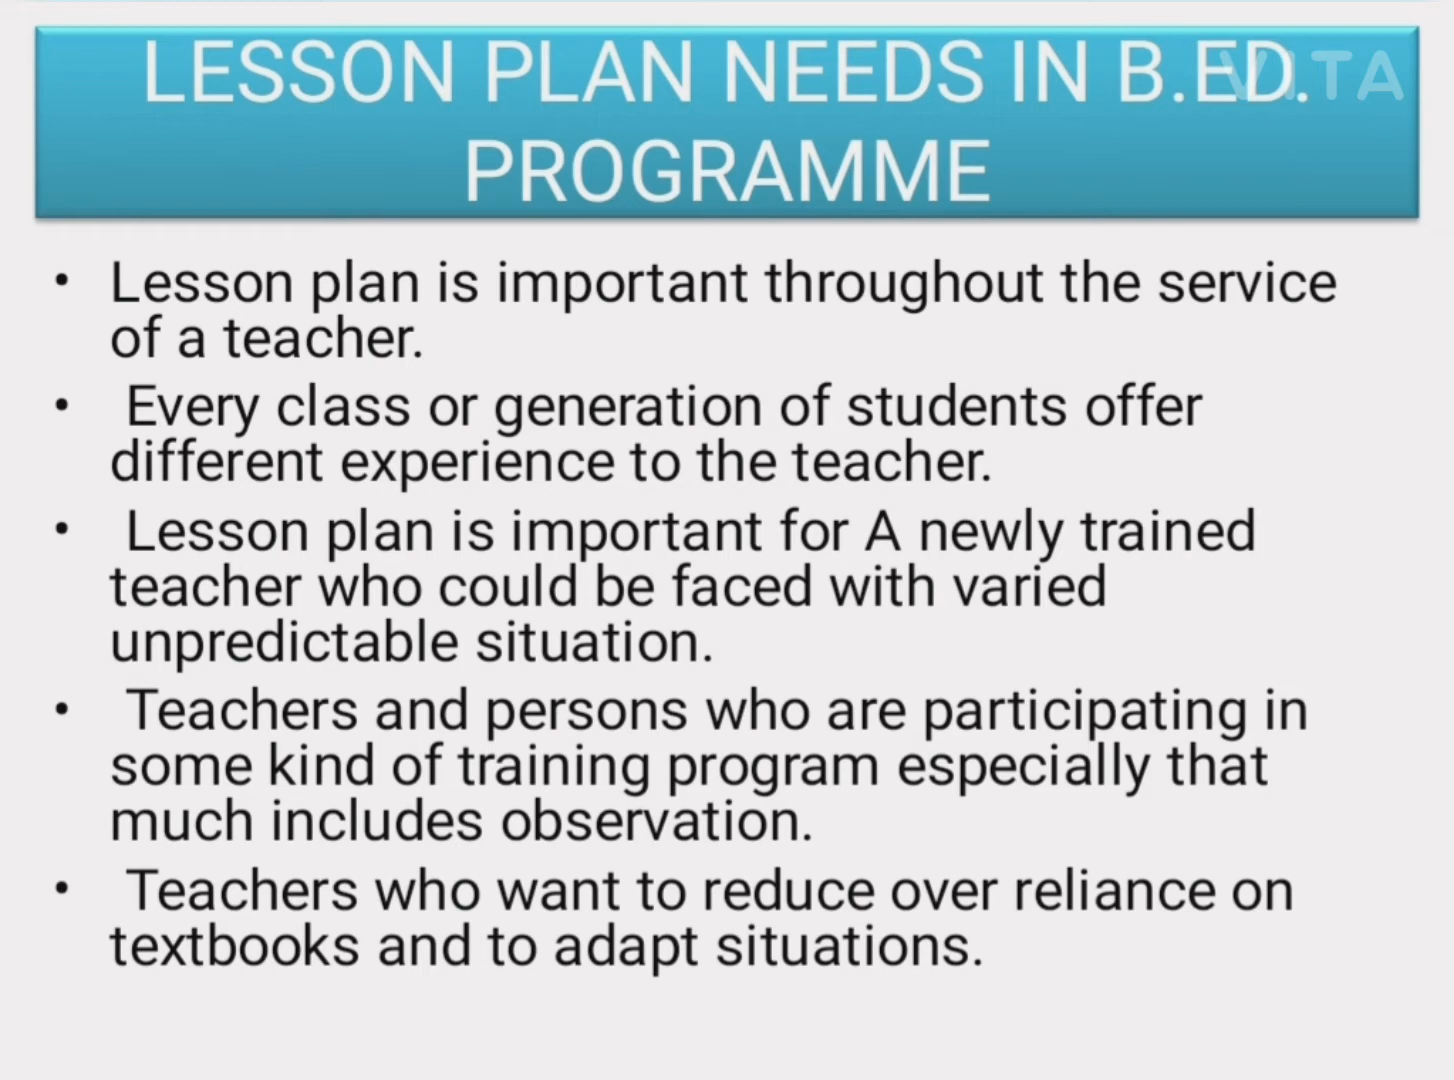 LESSON PLAN NEEDS IN B.ED.
PROGRAMME
VITA
• Lesson plan is important throughout the service
of a teacher.
• Every class or generation of students offer
different experience to the teacher.
• Lesson plan is important for A newly trained
teacher who could be faced with varied
unpredictable situation.
• Teachers and persons who are participating in
some kind of training program especially that
much includes observation.
• Teachers who want to reduce over reliance on
textbooks and to adapt situations.